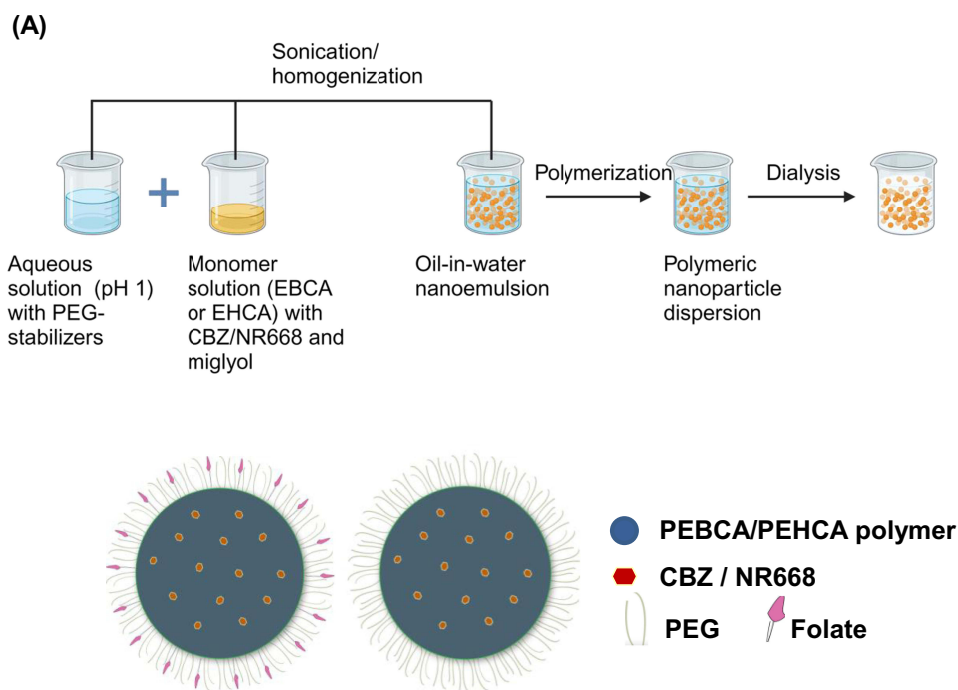 (A)
Sonication/
homogenization
Polymerization
Dialysis
Aqueous
solution (pH 1)
with PEG-
stabilizers
Monomer
solution (EBCA
or EHCA) with
CBZ/NR668 and
miglyol
Oil-in-water
nanoemulsion
Polymeric
nanoparticle
dispersion
PEBCA/PEHCA polymer
CBZ / NR668
PEG
Folate